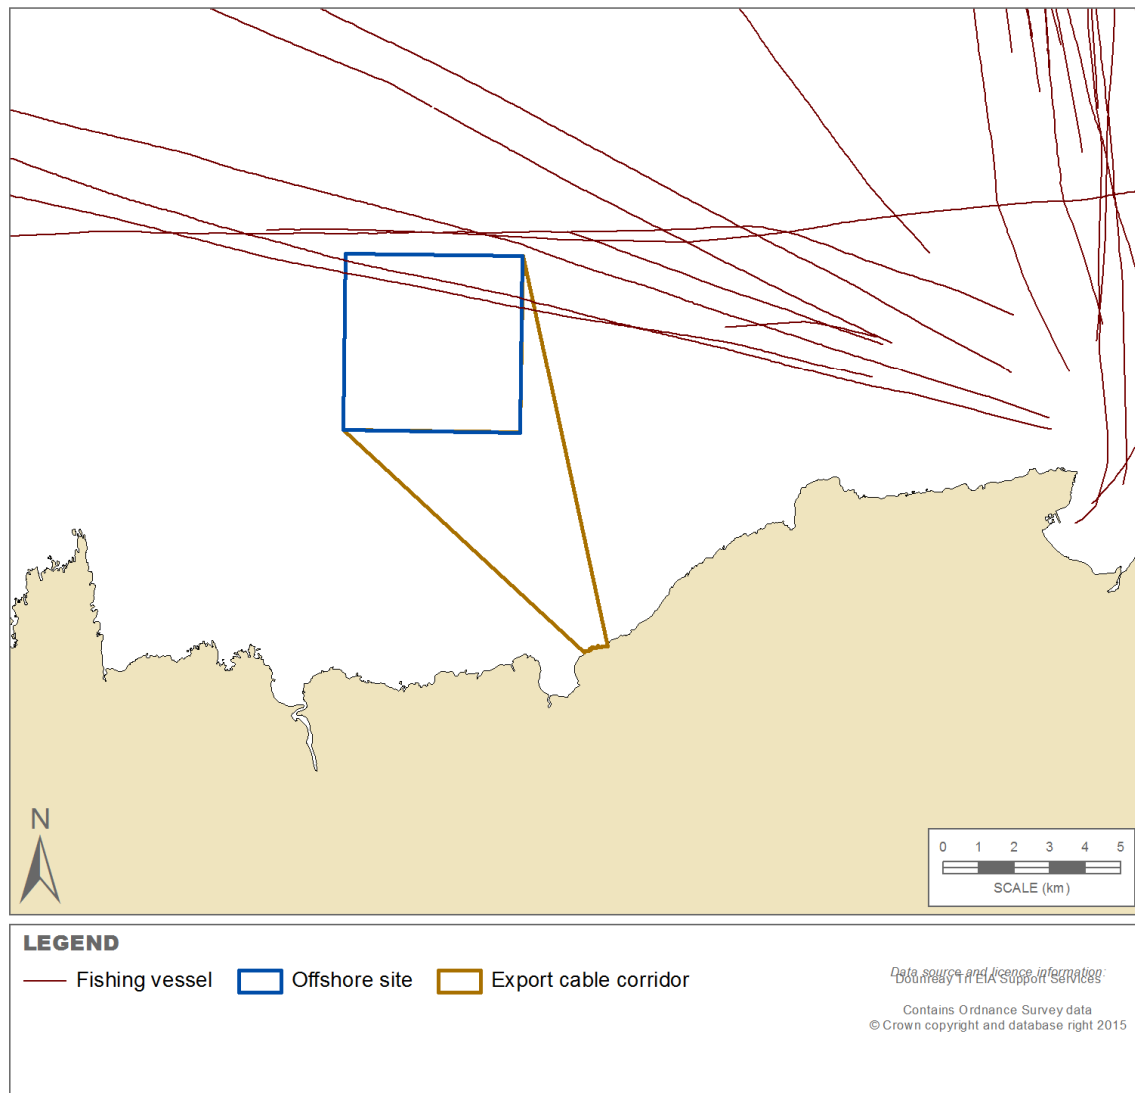 N
0 1 2 3 4 5
SCALE (km)
LEGEND
Fishing vessel
Offshore site
Export cable corridor
Data source and licence information:
Dounreay Tri EIA Support Services
Contains Ordnance Survey data
© Crown copyright and database right 2015